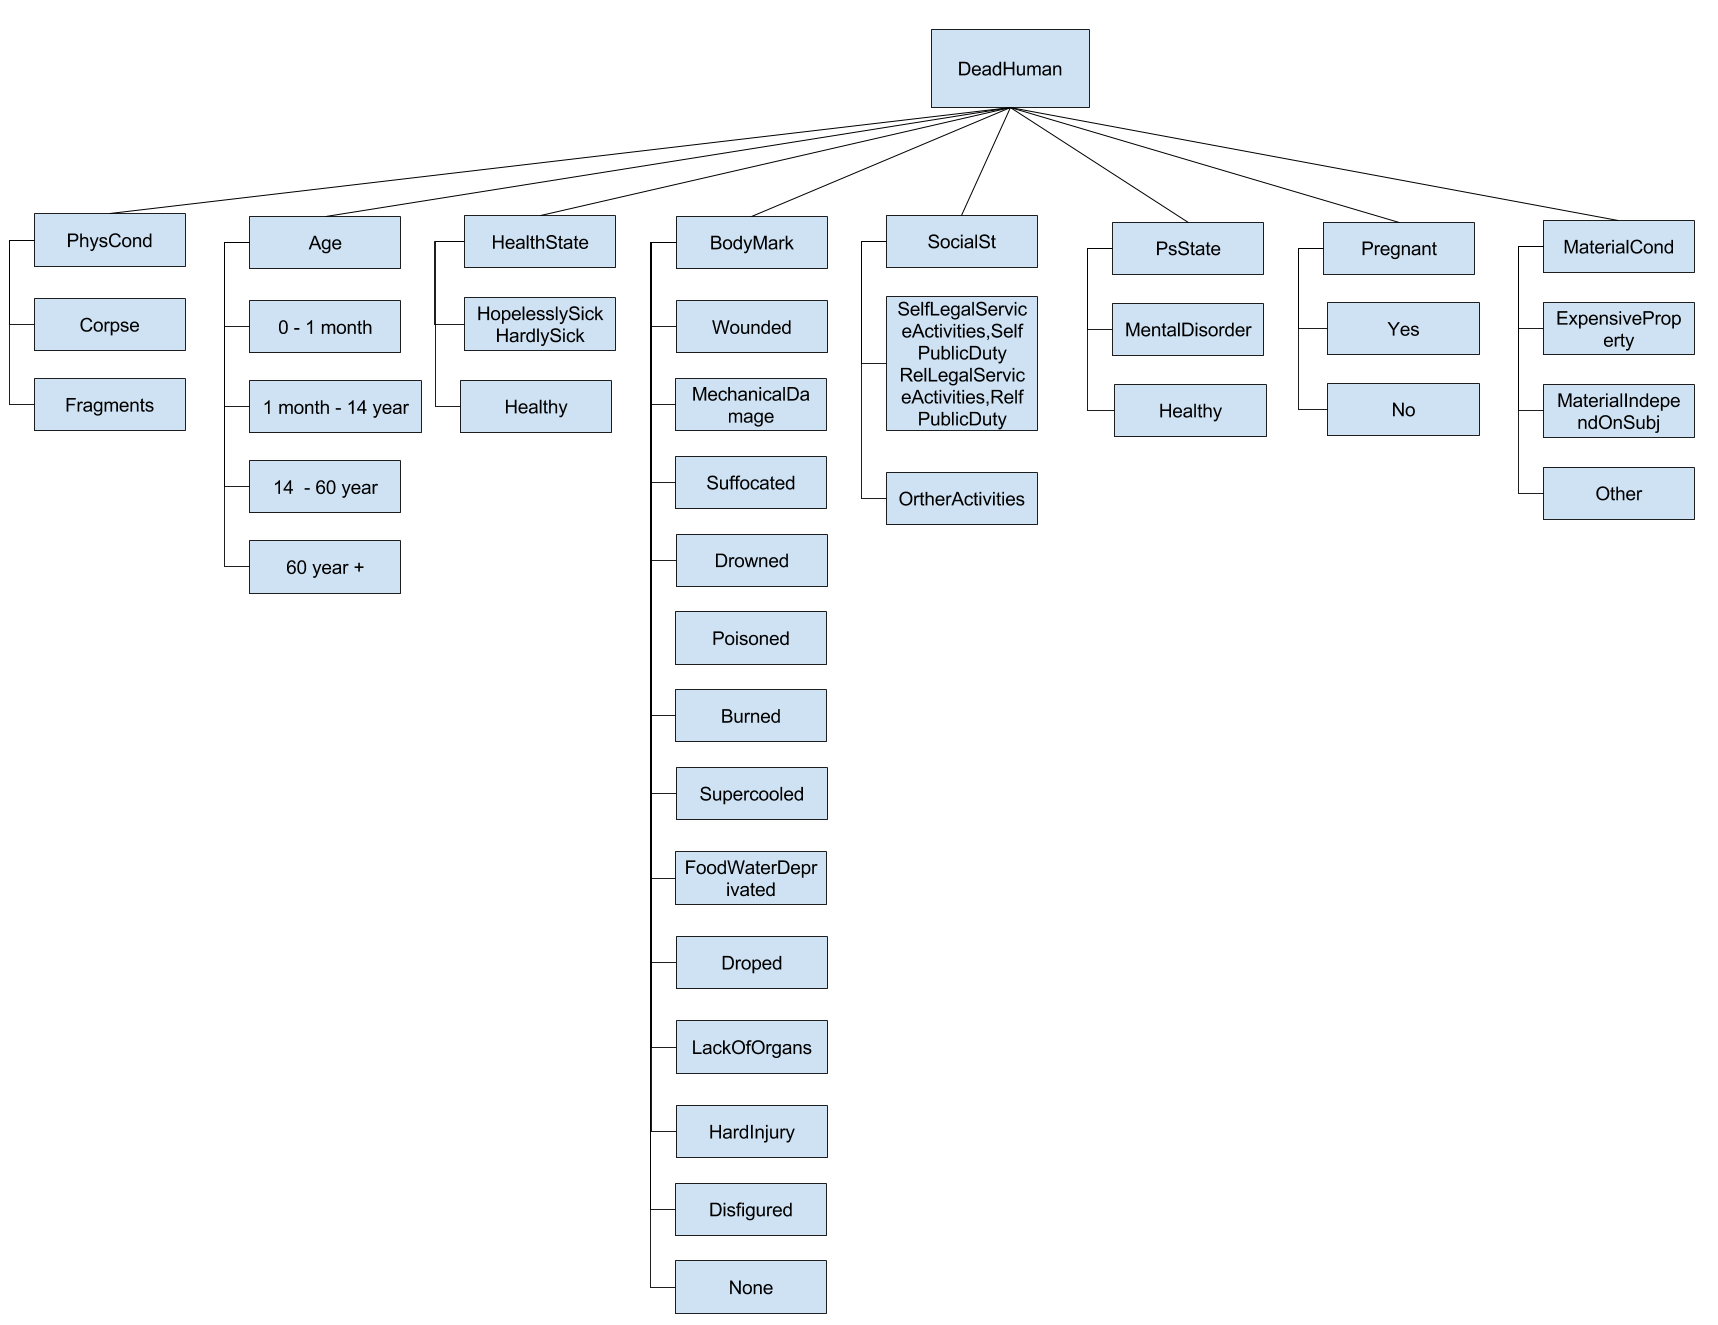 DeadHuman
PhysCond
Corpse
Fragments
Age
0 - 1 month
1 month - 14 year
14  - 60 year
60 year +
HealthState
HopelesslySick
HardlySick
Healthy
BodyMark
Wounded
MechanicalDa
mage
Suffocated
Drowned
Poisoned
Burned
Supercooled
FoodWaterDepr
ivated
Droped
LackOfOrgans
HardInjury
Disfigured
None
SocialSt
SelfLegalServic
eActivities,Self
PublicDuty
RelLegalServic
eActivities,Relf
PublicDuty
OrtherActivities
PsState
MentalDisorder
Healthy
Pregnant
Yes
No
MaterialCond
ExpensiveProp
erty
MaterialIndepe
ndOnSubj
Other